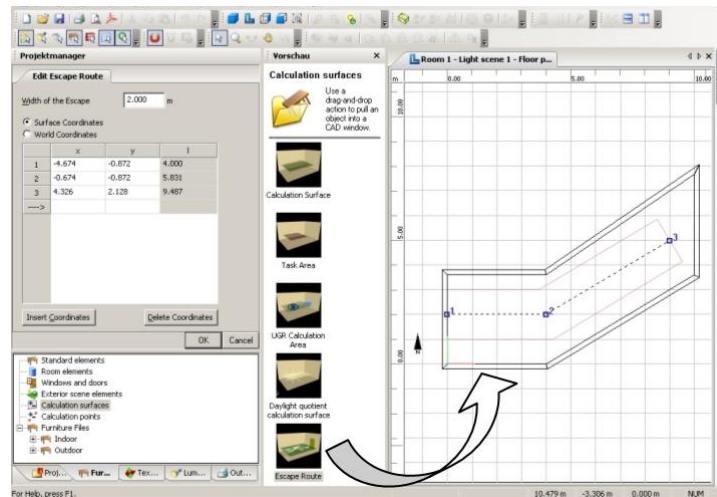 Projektmanager
Edit Escape Route
Width of the Escape 2.000 m
Surface Coordinates
World Coordinates
x y l
1 -4.674 -0.872 4.000
2 -0.674 -0.872 5.831
3 4.326 2.128 9.487
---->
Insert Coordinates Delete Coordinates
OK Cancel
Standard elements
Room elements
Windows and doors
Exterior scene elements
Calculation surfaces
Calculation points
Furniture Files
Indoor
Outdoor
Proj... Fur... Tex... Lum... Out...
For Help, press F1.
Vorschau X
Calculation surfaces
Use a
drag-and-drop
action to pull an
object into a
CAD window.
Calculation Surface
Task Area
UGR Calculation
Area
Daylight quotient
calculation surface
Escape Route
Room 1 - Light scene 1 - Floor p...
m 0.00 5.00 10.00
10.00
5.00
0.00
1
2
3
10.479 m -3.306 m 0.000 m NUM